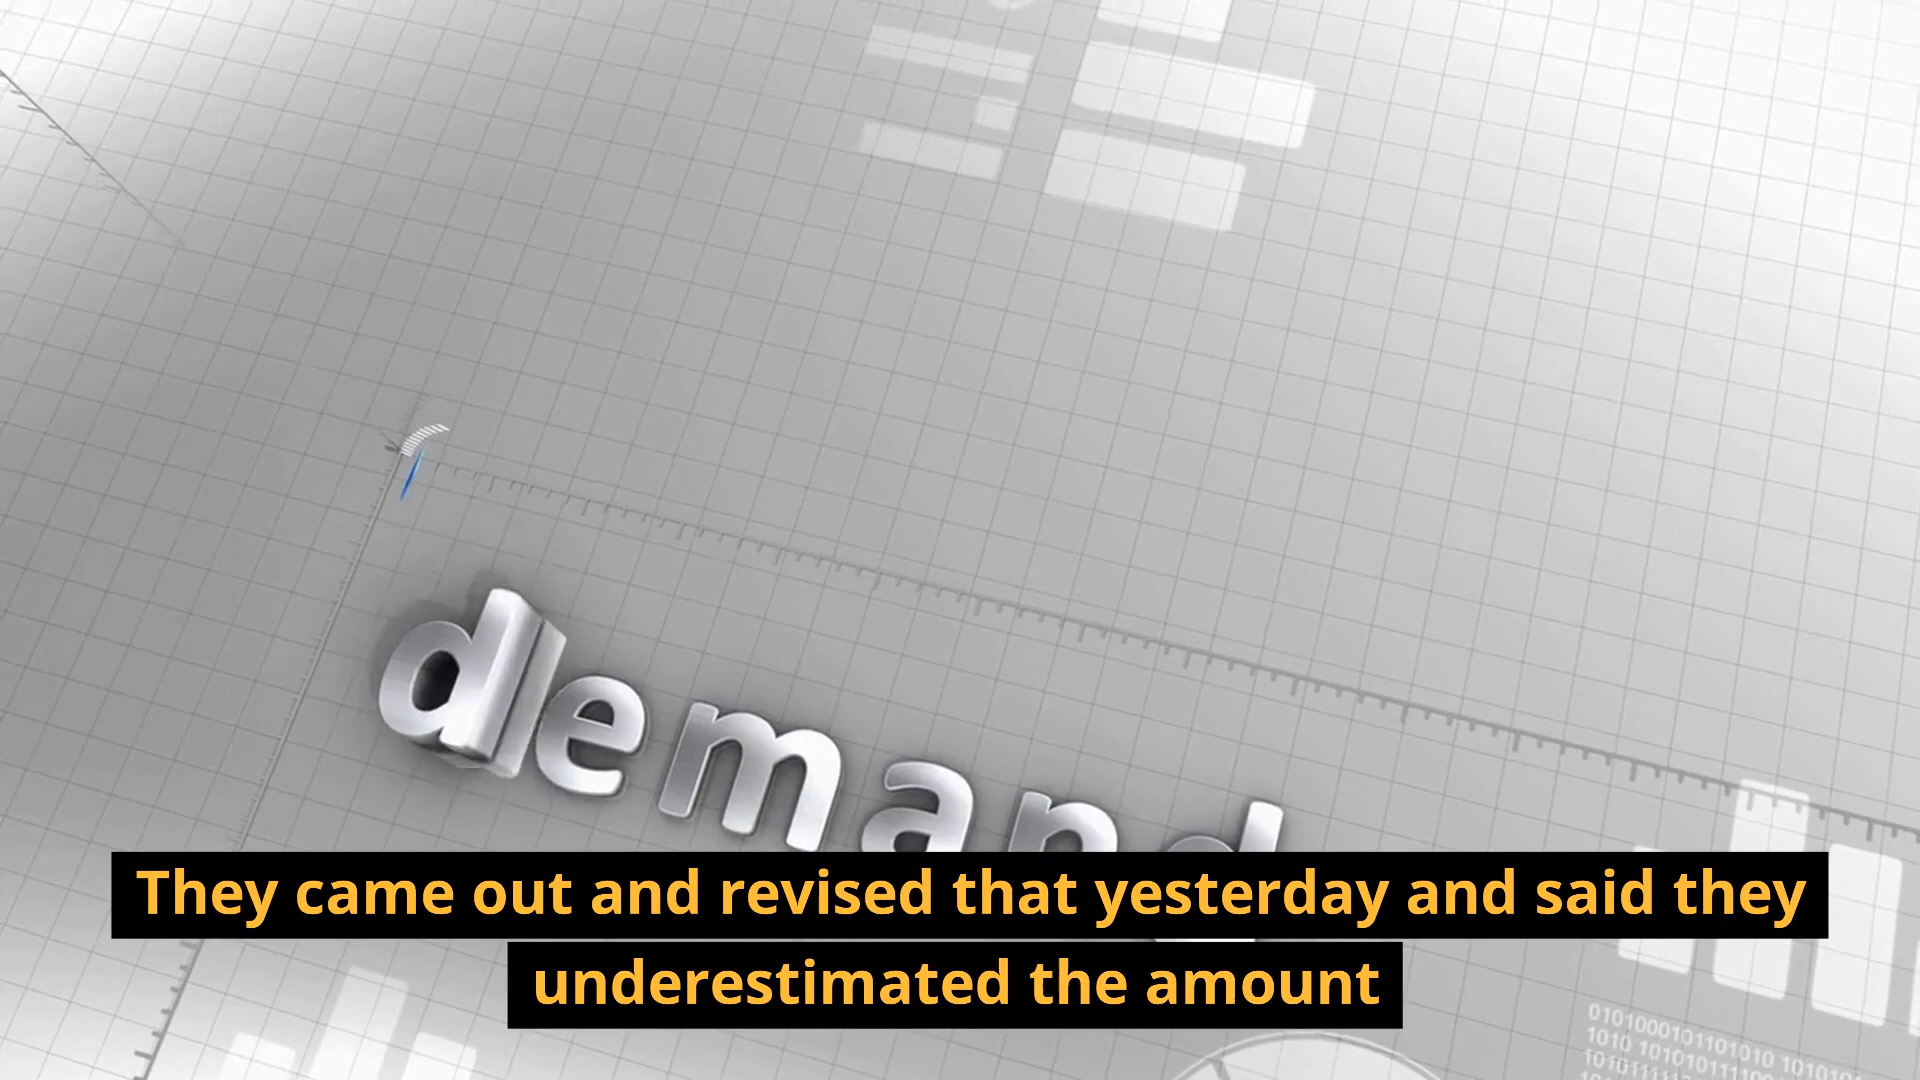 demand
They came out and revised that yesterday and said they
underestimated the amount